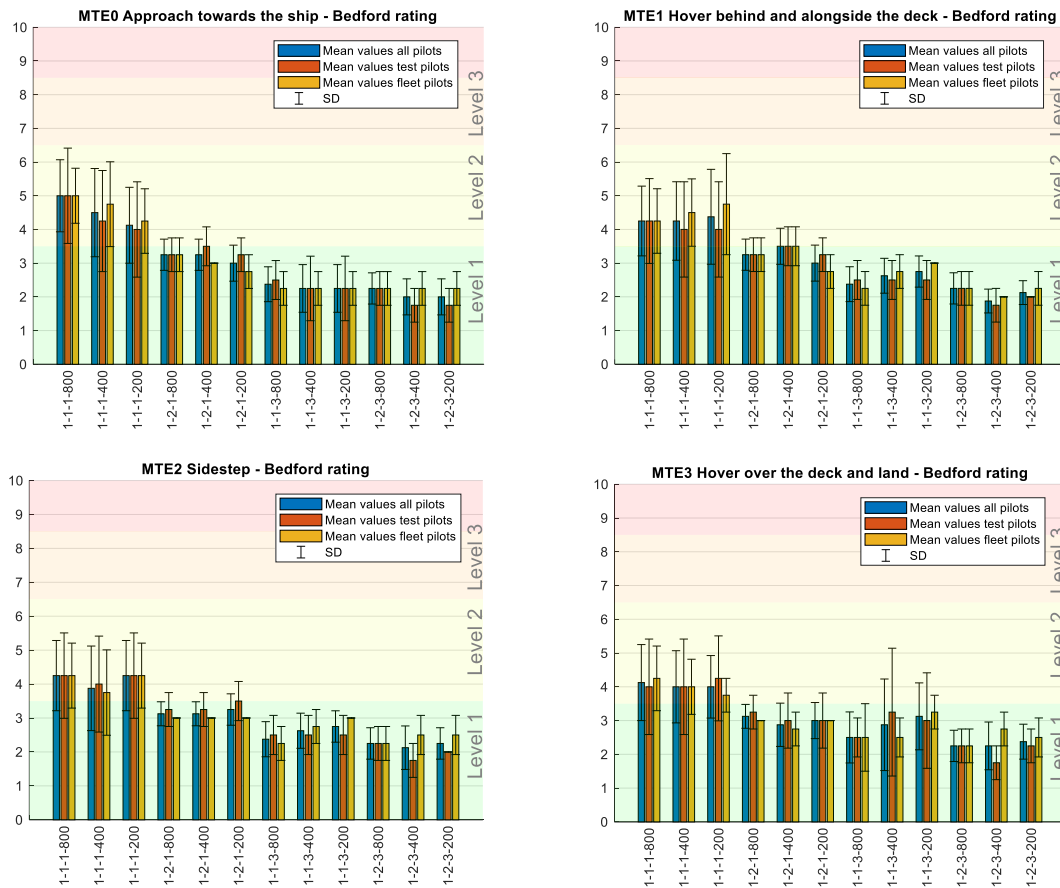 MTE0 Approach towards the ship - Bedford rating
10
9
8
7
6
5
4
3
2
1
0
Mean values all pilots
Mean values test pilots
Mean values fleet pilots
SD
Level 3
Level 2
Level 1
1-1-1-800
1-1-1-400
1-1-1-200
1-2-1-800
1-2-1-400
1-2-1-200
1-1-3-800
1-1-3-400
1-1-3-200
1-2-3-800
1-2-3-400
1-2-3-200
MTE1 Hover behind and alongside the deck - Bedford rating
10
9
8
7
6
5
4
3
2
1
0
Mean values all pilots
Mean values test pilots
Mean values fleet pilots
SD
Level 3
Level 2
Level 1
1-1-1-800
1-1-1-400
1-1-1-200
1-2-1-800
1-2-1-400
1-2-1-200
1-1-3-800
1-1-3-400
1-1-3-200
1-2-3-800
1-2-3-400
1-2-3-200
MTE2 Sidestep - Bedford rating
10
9
8
7
6
5
4
3
2
1
0
Mean values all pilots
Mean values test pilots
Mean values fleet pilots
SD
Level 3
Level 2
Level 1
1-1-1-800
1-1-1-400
1-1-1-200
1-2-1-800
1-2-1-400
1-2-1-200
1-1-3-800
1-1-3-400
1-1-3-200
1-2-3-800
1-2-3-400
1-2-3-200
MTE3 Hover over the deck and land - Bedford rating
10
9
8
7
6
5
4
3
2
1
0
Mean values all pilots
Mean values test pilots
Mean values fleet pilots
SD
Level 3
Level 2
Level 1
1-1-1-800
1-1-1-400
1-1-1-200
1-2-1-800
1-2-1-400
1-2-1-200
1-1-3-800
1-1-3-400
1-1-3-200
1-2-3-800
1-2-3-400
1-2-3-200